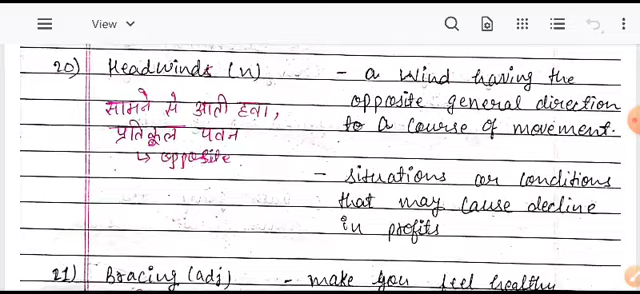 View
20) Headwinds (n) - a wind having the
सामने से आती हवा, opposite general direction
प्रतिकूल पवन to a course of movement.
↳ opposite
- situations or conditions
that may cause decline
in profits
21) Bracing (adj) - make you feel healthy